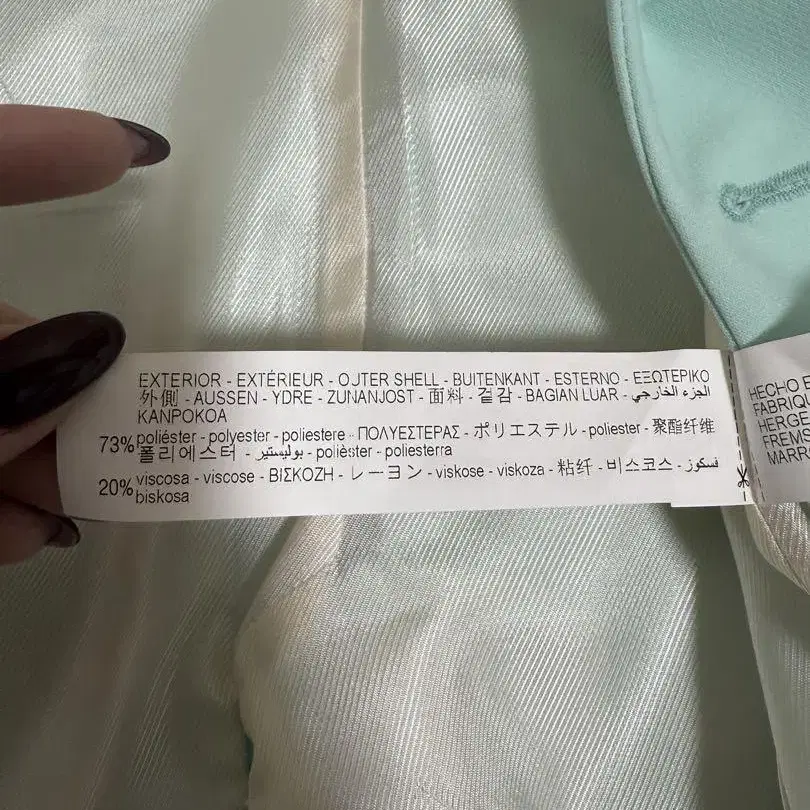 EXTERIOR - EXTÉRIEUR - OUTER SHELL - BUITENKANT - ESTERNO - ΕΞΩΤΕΡΙΚΟ
外側 - AUSSEN - YDRE - ZUNANJOST - 面料 - 겉감 - BAGIAN LUAR - الجزء الخارجي
KANPOKOA
73% poliéster - polyester - poliestere - ΠΟΛΥΕΣΤΕΡΑΣ - ポリエステル - poliester - 聚酯纤维
폴리에스터 - بوليستير - polièster - poliesterra
20% viscosa - viscose - ΒΙΣΚΟΖΗ - レーヨン - viskose - viskoza - 粘纤 - 비스코스 - فسكوز
biskosa
HECHO E
FABRIQU
HERGE
FREMS
MARRO